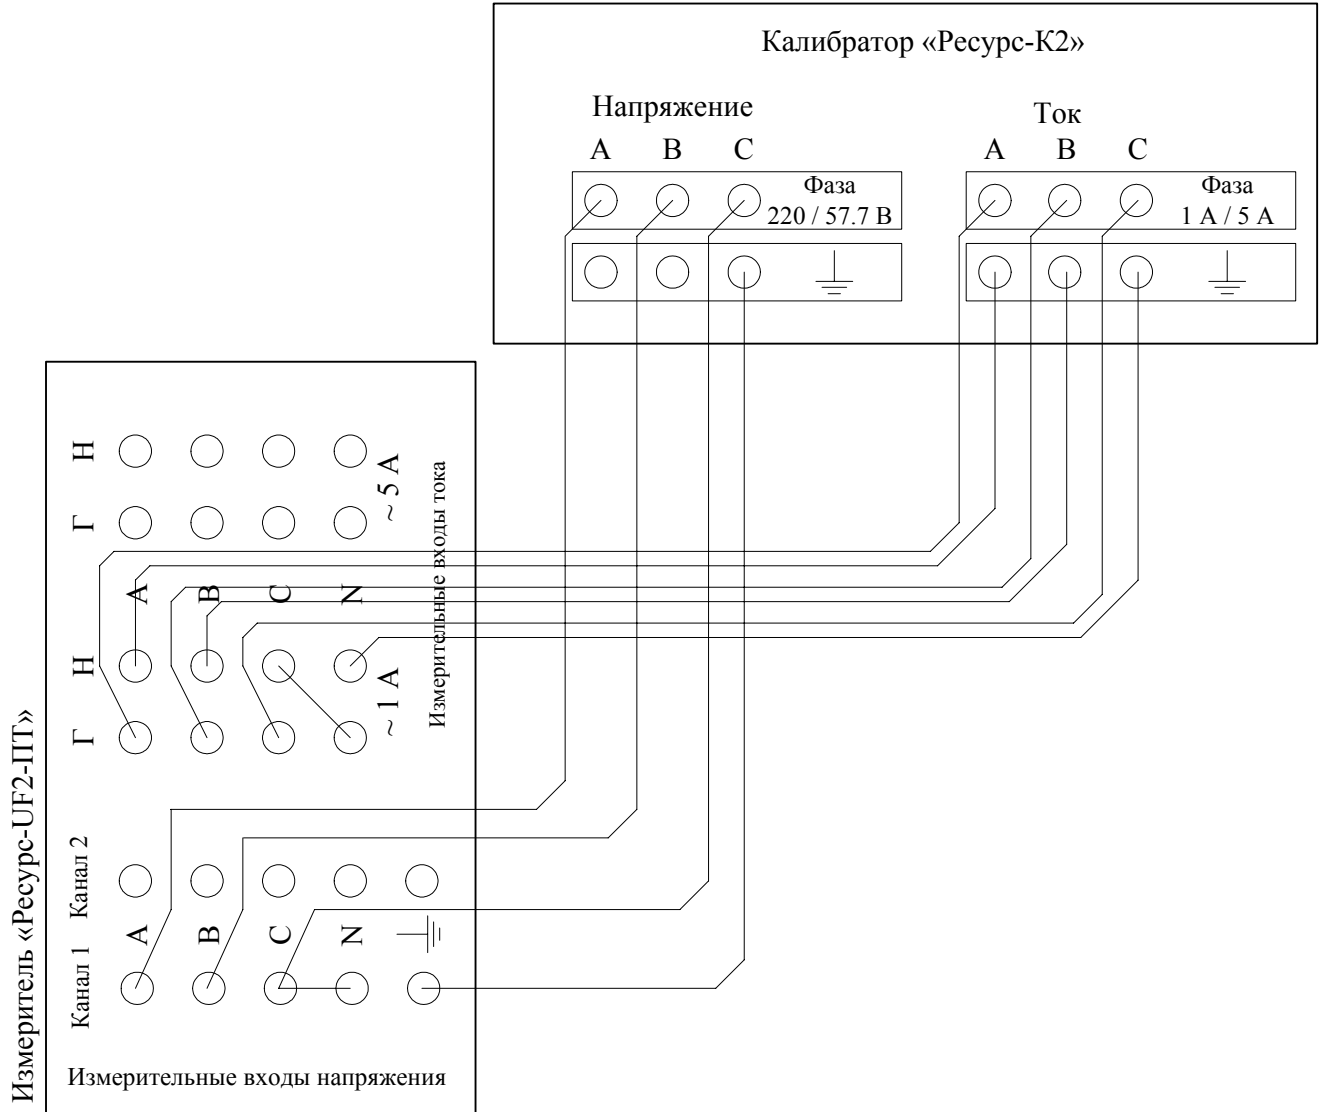 Калибратор «Ресурс-К2»
Напряжение
Ток
A B C
A B C
Фаза
220 / 57.7 В
Фаза
1 А / 5 А
Н
~ 5 А
Г
Измерительные входы тока
A B C N
Н
~ 1 А
Г
Измеритель «Ресурс-UF2-ПТ»
Канал 2
A B C N
Канал 1
Измерительные входы напряжения